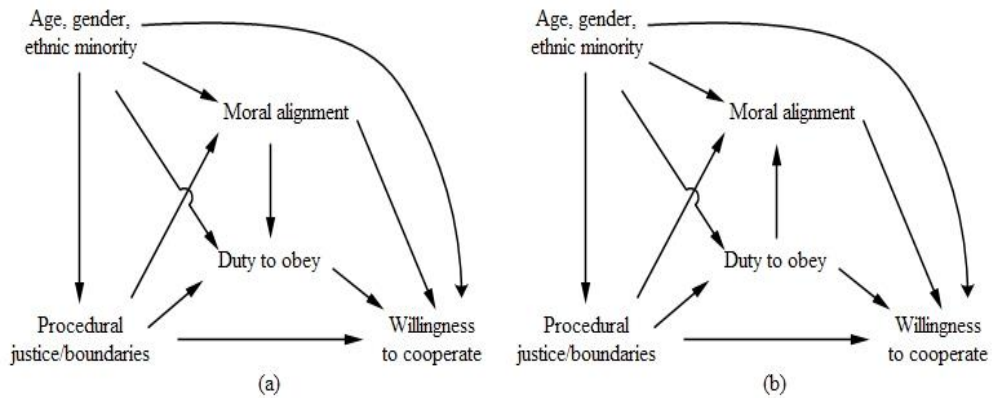 Age, gender,
ethnic minority
Moral alignment
Duty to obey
Procedural
justice/boundaries
Willingness
to cooperate
(a)
Age, gender,
ethnic minority
Moral alignment
Duty to obey
Procedural
justice/boundaries
Willingness
to cooperate
(b)